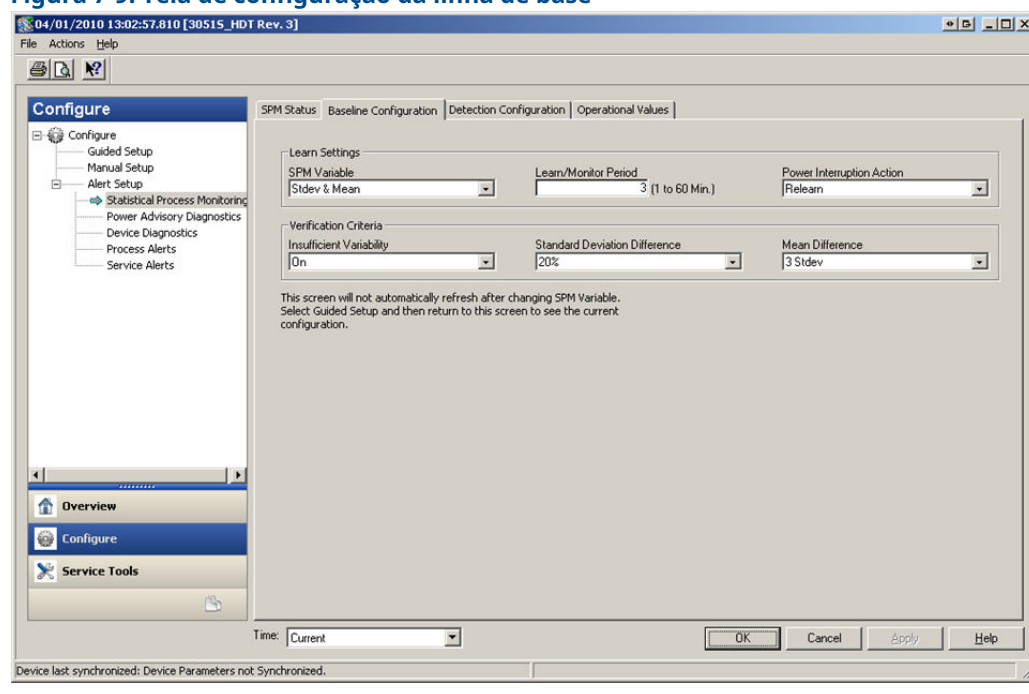 Figura 7-9. Tela de configuração da linha de base
04/01/2010 13:02:57.810 [3051S_HDT Rev. 3]
File Actions Help
Configure
Configure
Guided Setup
Manual Setup
Alert Setup
Statistical Process Monitoring
Power Advisory Diagnostics
Device Diagnostics
Process Alerts
Service Alerts
Overview
Configure
Service Tools
SPM Status Baseline Configuration Detection Configuration Operational Values
Learn Settings
SPM Variable Learn/Monitor Period Power Interruption Action
Stdev & Mean 3 (1 to 60 Min.) Relearn
Verification Criteria
Insufficient Variability Standard Deviation Difference Mean Difference
On 20% 3 Stdev
This screen will not automatically refresh after changing SPM Variable.
Select Guided Setup and then return to this screen to see the current
configuration.
Time: Current OK Cancel Apply Help
Device last synchronized: Device Parameters not Synchronized.